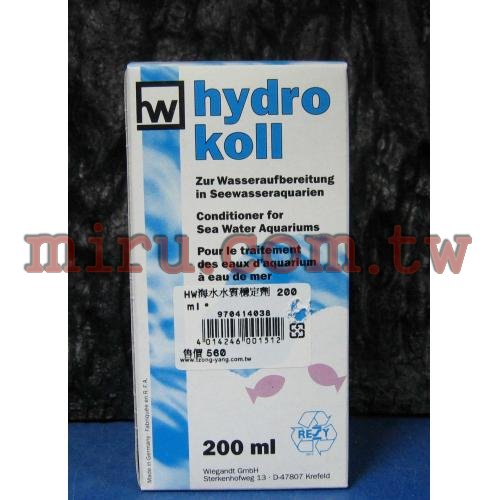 hw
hydro
koll
Zur Wasseraufbereitung
in Seewasseraquarien
Conditioner for
Sea Water Aquariums
miru.com.tw
Pour le traitement
des eaux d'aquarium
à eau de mer
HW海水水質穩定劑 200
ml*
970414038
4 014246 001512
售價 560
www.tzong-yang.com.tw
Made in Germany · Fabriquée en R.F.A.
REZY
200 ml
Wiegandt GmbH
Sterkenhofweg 13 · D-47807 Krefeld